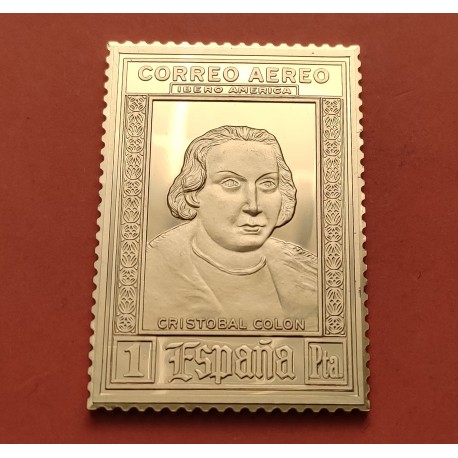 CORREO AEREO
IBERO AMERICA
CRISTOBAL COLON
1 España Pta